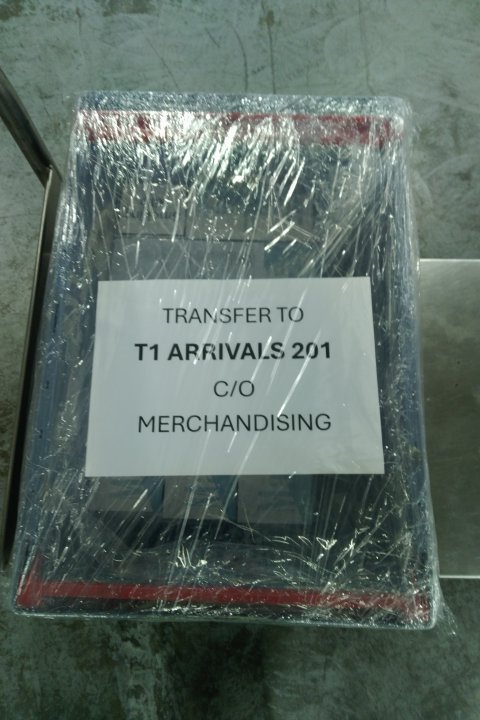 TRANSFER TO
T1 ARRIVALS 201
C/O
MERCHANDISING